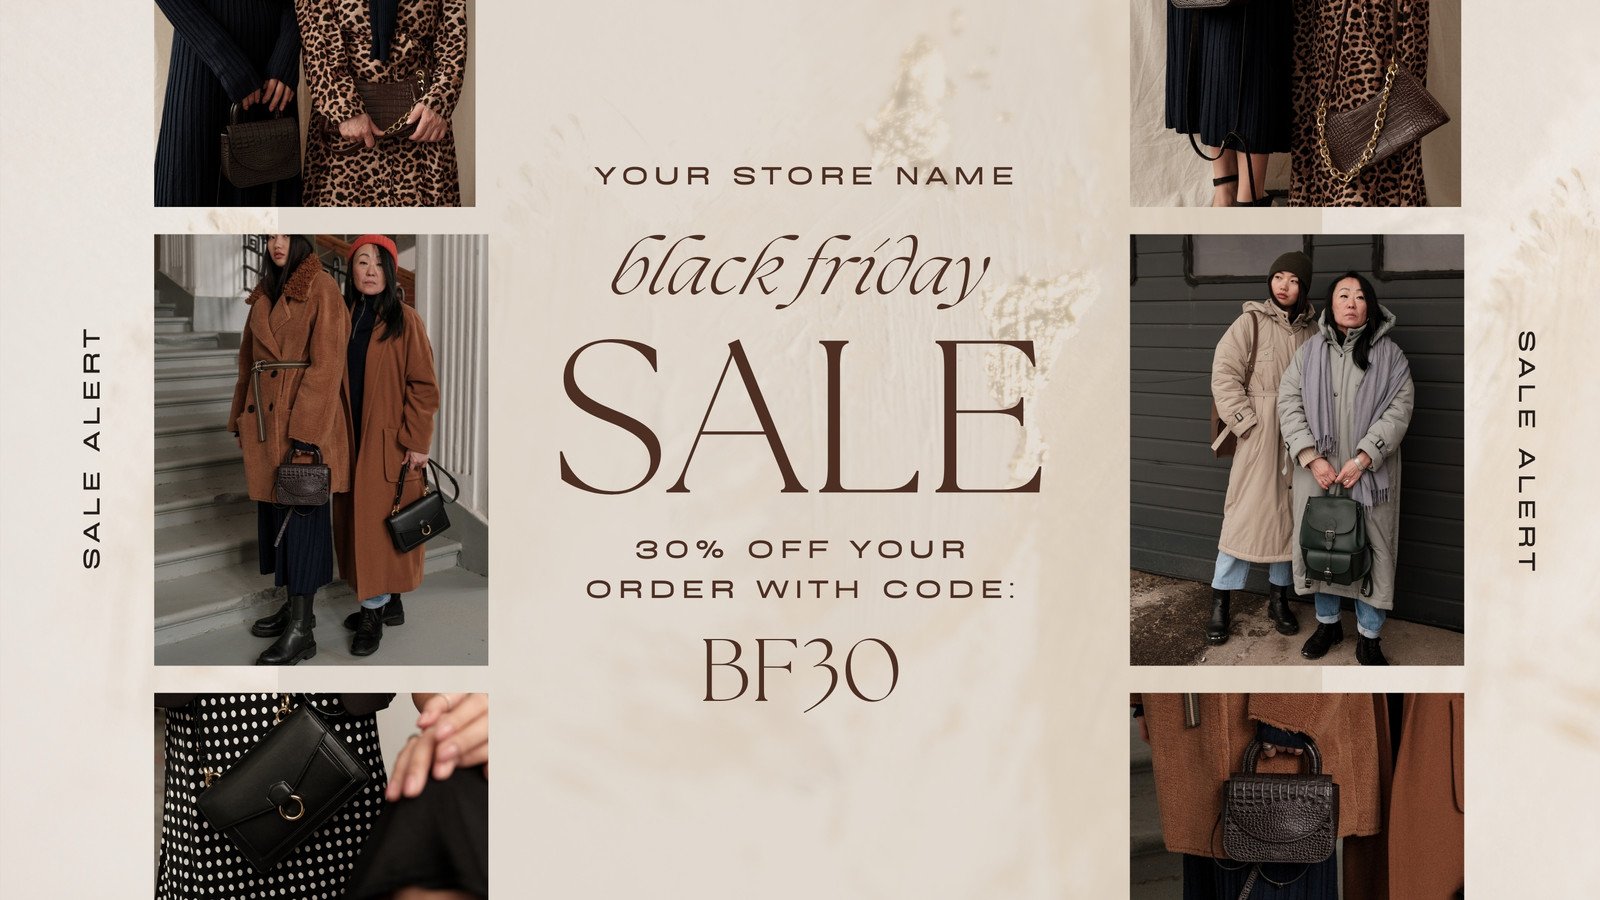 YOUR STORE NAME
black friday
SALE
30% OFF YOUR
ORDER WITH CODE:
BF30
SALE ALERT
SALE ALERT